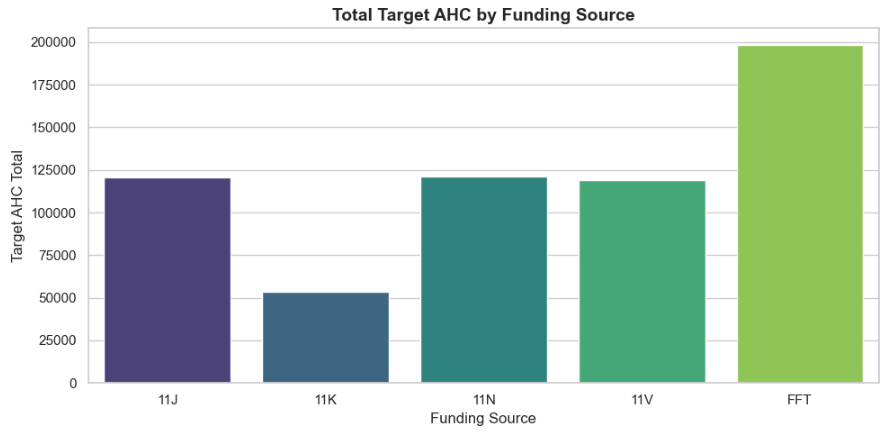 Total Target AHC by Funding Source
Target AHC Total
200000
175000
150000
125000
100000
75000
50000
25000
0
11J 11K 11N 11V FFT
Funding Source